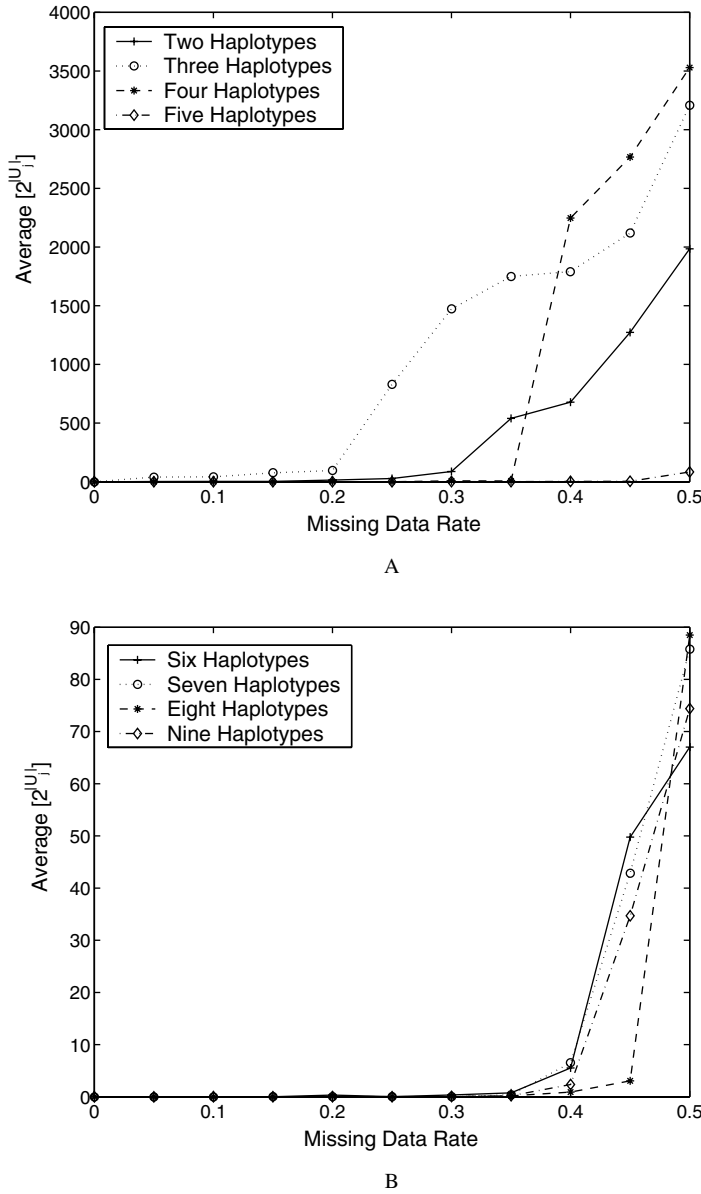 4000
3500
3000
2500
2000
1500
1000
500
0
Average [2^|U_j|]
Two Haplotypes
Three Haplotypes
Four Haplotypes
Five Haplotypes
0 0.1 0.2 0.3 0.4 0.5
Missing Data Rate
A
90
80
70
60
50
40
30
20
10
0
Average [2^|U_j|]
Six Haplotypes
Seven Haplotypes
Eight Haplotypes
Nine Haplotypes
0 0.1 0.2 0.3 0.4 0.5
Missing Data Rate
B